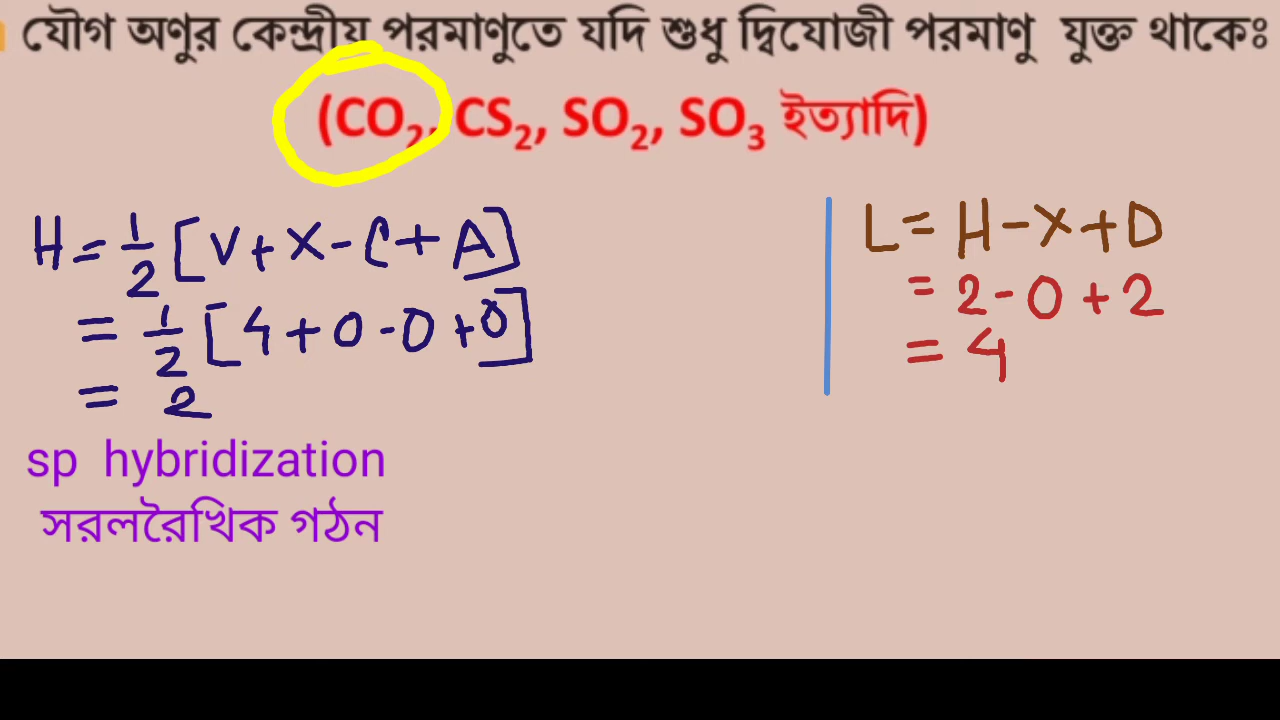 যৌগ অণুর কেন্দ্রীয় পরমাণুতে যদি শুধু দ্বিযোজী পরমাণু যুক্ত থাকেঃ
(CO₂, CS₂, SO₂, SO₃ ইত্যাদি)
H = 1/2 [V + X - C + A]
= 1/2 [4 + 0 - 0 + 0]
= 2
sp hybridization
সরলরৈখিক গঠন
L = H - X + D
= 2 - 0 + 2
= 4